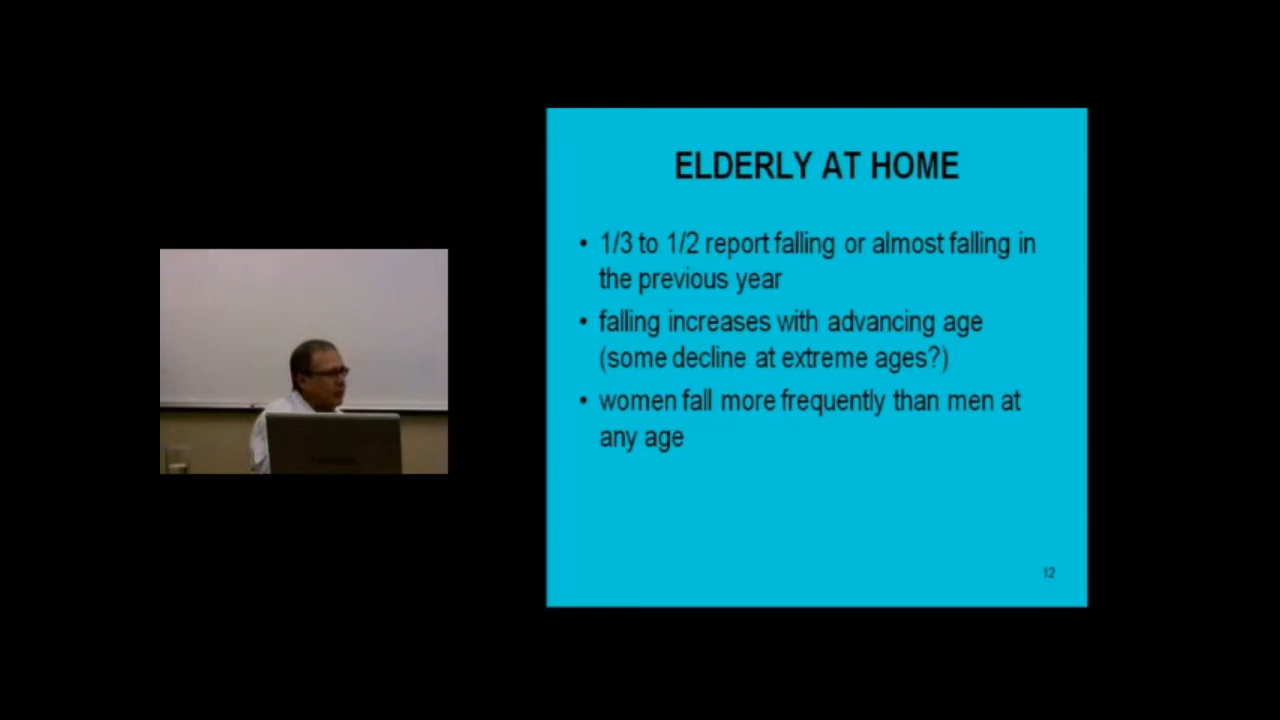 ELDERLY AT HOME
• 1/3 to 1/2 report falling or almost falling in
the previous year
• falling increases with advancing age
(some decline at extreme ages?)
• women fall more frequently than men at
any age
12